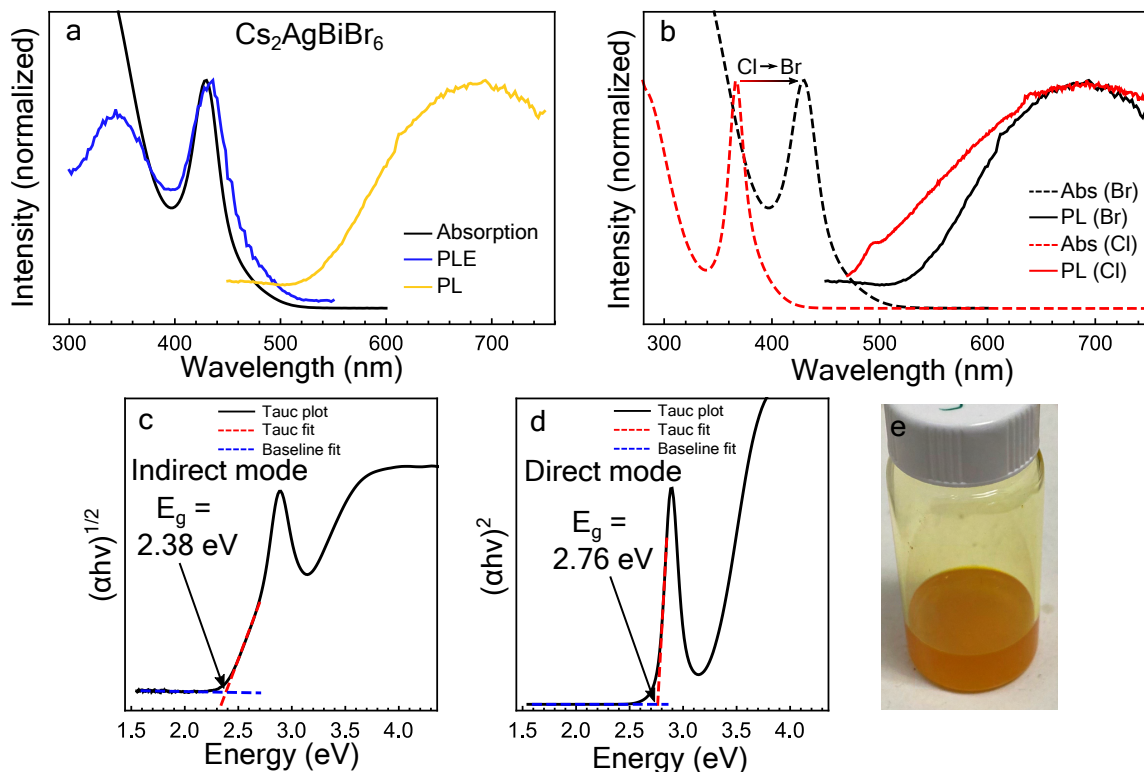 a
Cs₂AgBiBr₆
Intensity (normalized)
Absorption
PLE
PL
300 400 500 600 700
Wavelength (nm)
b
Cl→Br
Intensity (normalized)
Abs (Br)
PL (Br)
Abs (Cl)
PL (Cl)
300 400 500 600 700
Wavelength (nm)
c
Tauc plot
Tauc fit
Baseline fit
Indirect mode
E_g =
2.38 eV
(αhν)^1/2
1.5 2.0 2.5 3.0 3.5 4.0
Energy (eV)
d
Tauc plot
Tauc fit
Baseline fit
Direct mode
E_g =
2.76 eV
(αhν)²
1.5 2.0 2.5 3.0 3.5 4.0
Energy (eV)
e